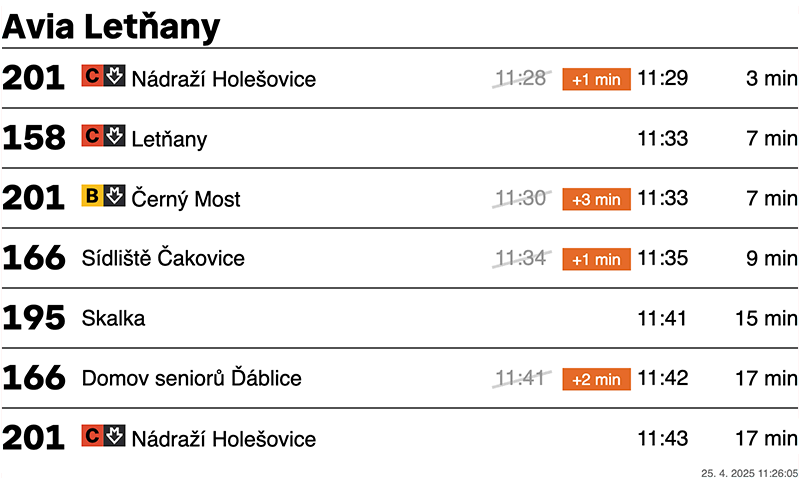 Avia Letňany
201 C Nádraží Holešovice 11:28 +1 min 11:29 3 min
158 C Letňany 11:33 7 min
201 B Černý Most 11:30 +3 min 11:33 7 min
166 Sídliště Čakovice 11:34 +1 min 11:35 9 min
195 Skalka 11:41 15 min
166 Domov seniorů Ďáblice 11:41 +2 min 11:42 17 min
201 C Nádraží Holešovice 11:43 17 min
25. 4. 2025 11:26:05